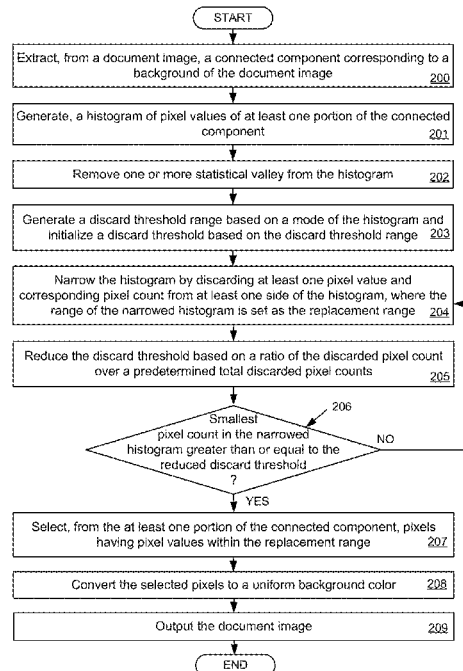 START
Extract, from a document image, a connected component corresponding to a
background of the document image
200
Generate, a histogram of pixel values of at least one portion of the connected
component
201
Remove one or more statistical valley from the histogram
202
Generate a discard threshold range based on a mode of the histogram and
initialize a discard threshold based on the discard threshold range
203
Narrow the histogram by discarding at least one pixel value and
corresponding pixel count from at least one side of the histogram, where the
range of the narrowed histogram is set as the replacement range
204
Reduce the discard threshold based on a ratio of the discarded pixel count
over a predetermined total discarded pixel counts
205
206
Smallest
pixel count in the narrowed
histogram greater than or equal to the
reduced discard threshold
?
NO
YES
Select, from the at least one portion of the connected component, pixels
having pixel values within the replacement range
207
Convert the selected pixels to a uniform background color
208
Output the document image
209
END